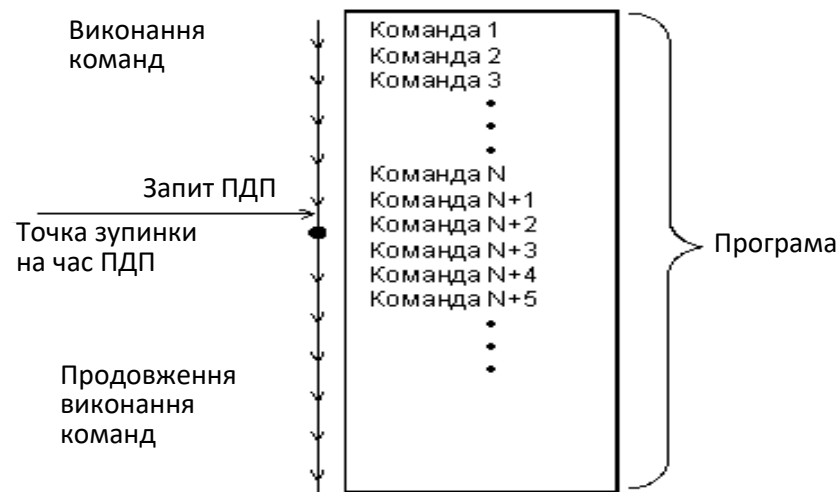 Виконання
команд
Запит ПДП
Точка зупинки
на час ПДП
Продовження
виконання
команд
Команда 1
Команда 2
Команда 3
Команда N
Команда N+1
Команда N+2
Команда N+3
Команда N+4
Команда N+5
Програма